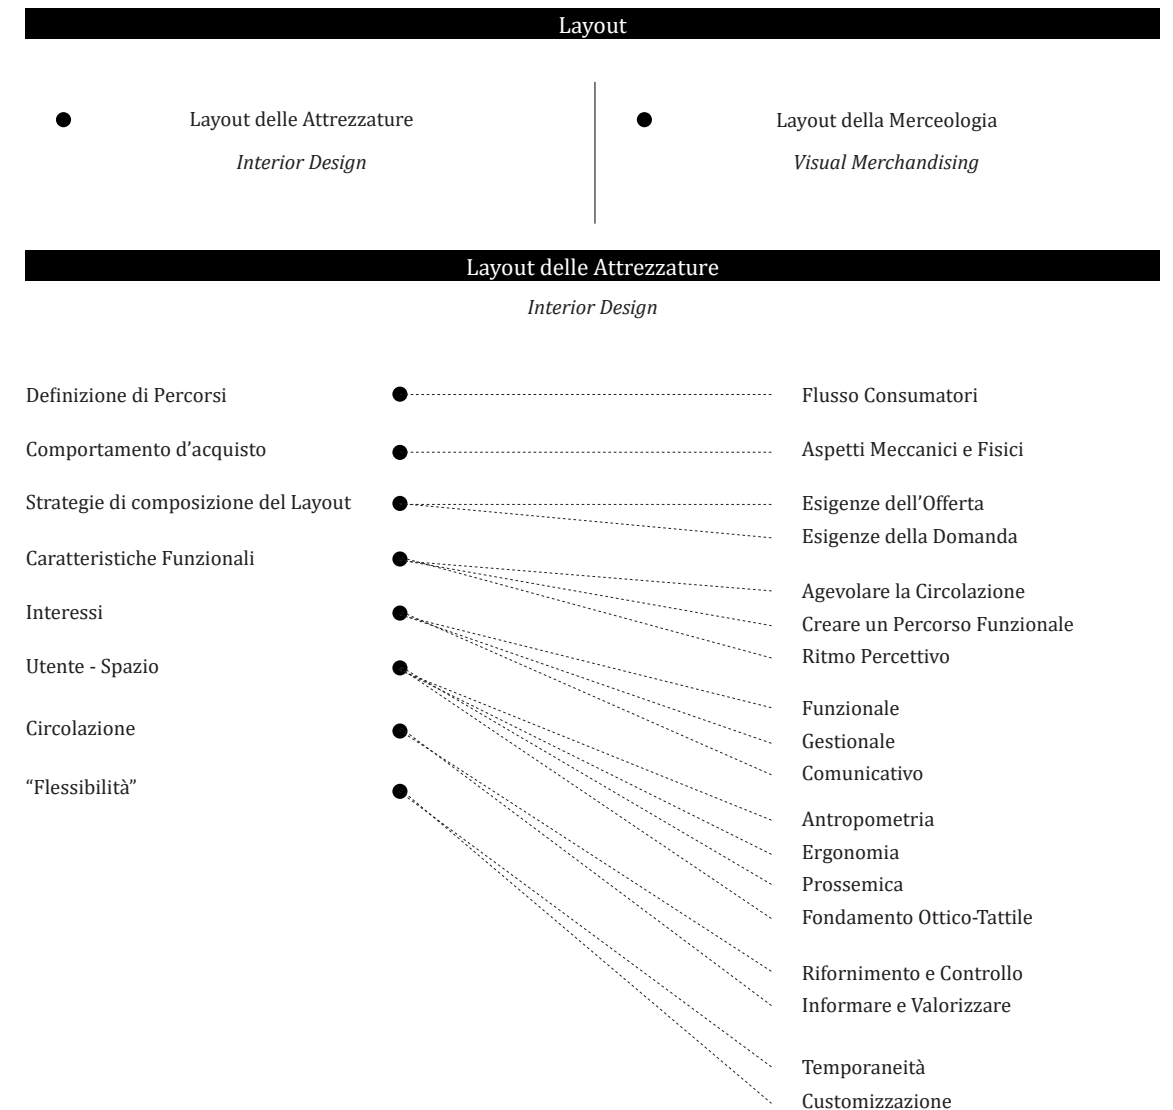 Layout
Layout delle Attrezzature
Interior Design
Layout della Merceologia
Visual Merchandising
Layout delle Attrezzature
Interior Design
Definizione di Percorsi
Flusso Consumatori
Comportamento d’acquisto
Aspetti Meccanici e Fisici
Strategie di composizione del Layout
Esigenze dell’Offerta
Esigenze della Domanda
Caratteristiche Funzionali
Agevolare la Circolazione
Creare un Percorso Funzionale
Ritmo Percettivo
Interessi
Funzionale
Gestionale
Comunicativo
Utente - Spazio
Antropometria
Ergonomia
Prossemica
Fondamento Ottico-Tattile
Circolazione
Rifornimento e Controllo
Informare e Valorizzare
“Flessibilità”
Temporaneità
Customizzazione